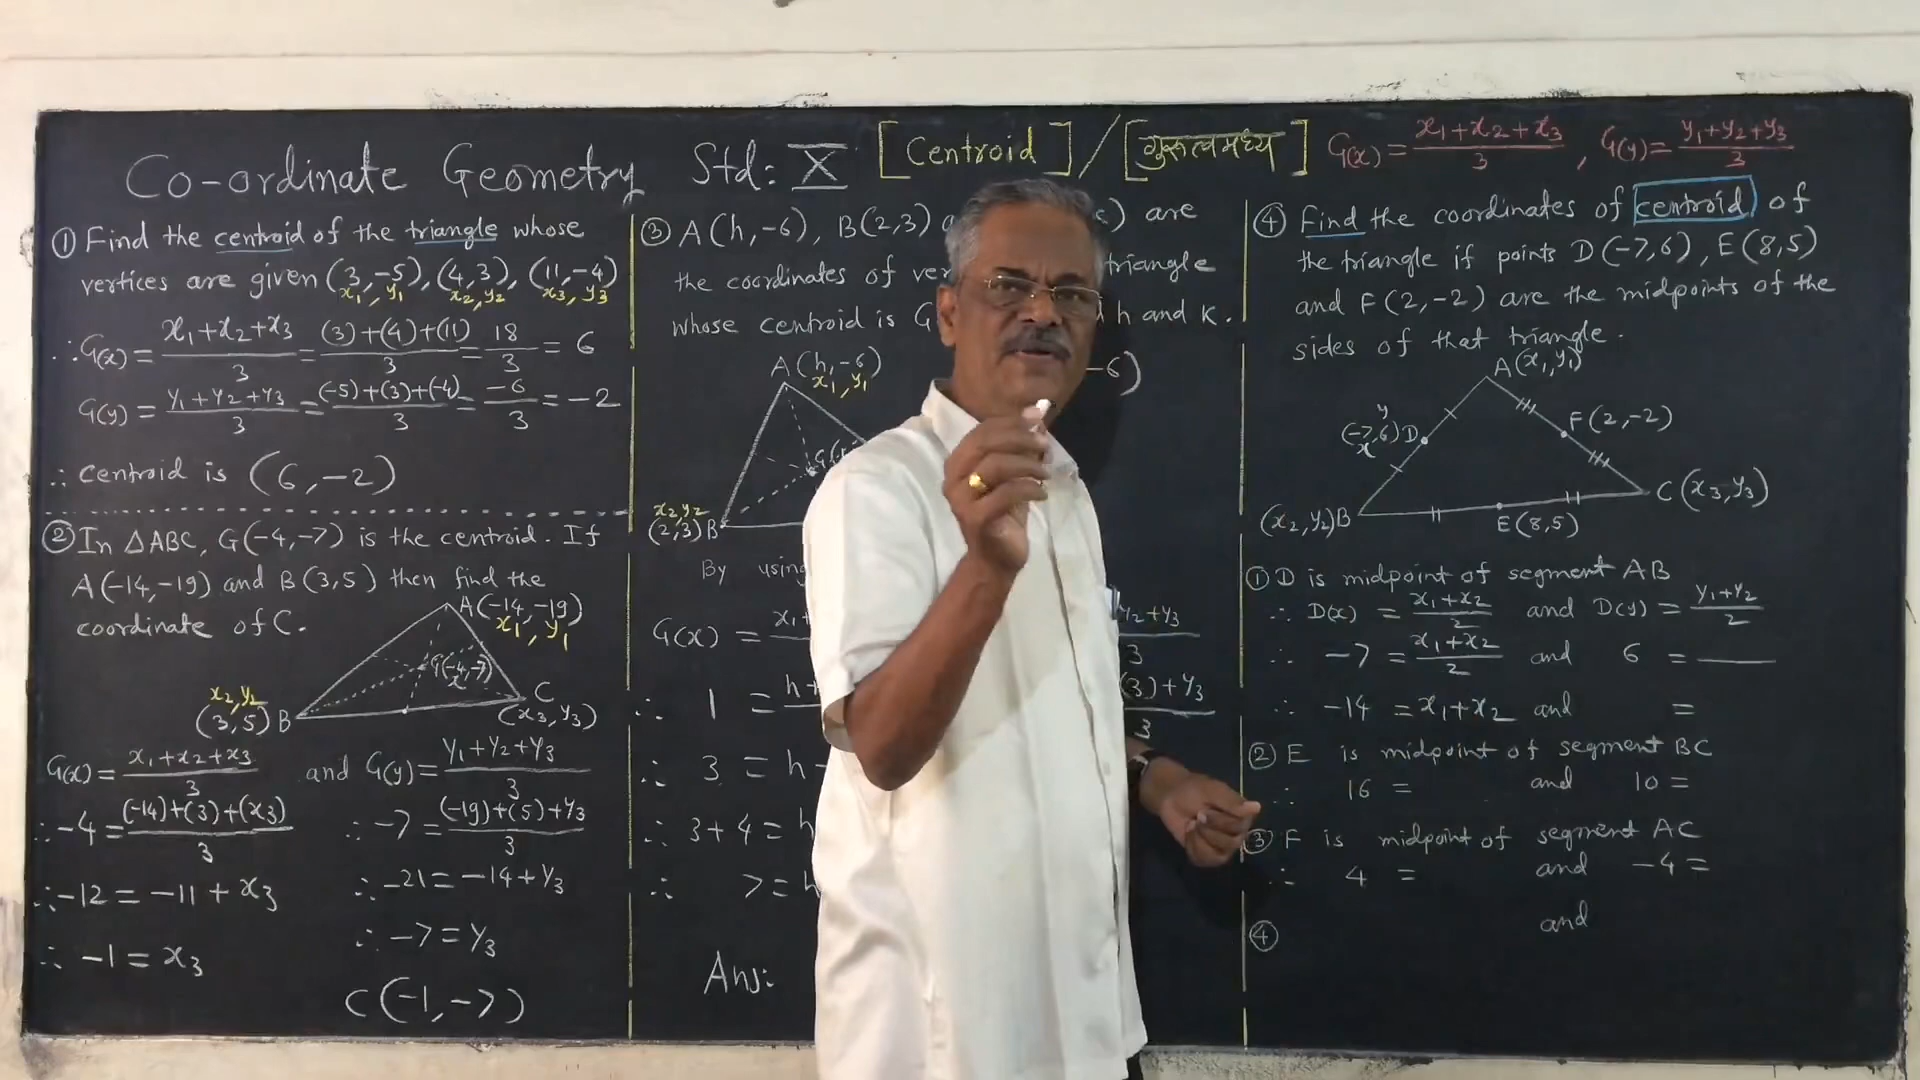 Co-ordinate Geometry Std: X [Centroid] / [गुरुत्वमध्य] G(x) = x1+x2+x3/3 , G(y) = y1+y2+y3/3
① Find the centroid of the triangle whose
vertices are given (3,-5), (4,3), (11,-4)
x1, y1 x2, y2 x3, y3
∴ G(x) = x1+x2+x3/3 = (3)+(4)+(11)/3 = 18/3 = 6
G(y) = y1+y2+y3/3 = (-5)+(3)+(-4)/3 = -6/3 = -2
∴ centroid is (6,-2)
② In △ABC, G(-4,-7) is the centroid. If
A(-14,-19) and B(3,5) then find the
coordinate of C.
A(-14,-19)
x1, y1
G(-4,-7)
x
x2, y2
(3,5) B
C
(x3, y3)
G(x) = x1+x2+x3/3 and G(y) = y1+y2+y3/3
∴ -4 = (-14)+(3)+(x3)/3 ∴ -7 = (-19)+(5)+y3/3
∴ -12 = -11+x3 ∴ -21 = -14+y3
∴ -1 = x3 ∴ -7 = y3
C(-1,-7)
③ A(h,-6), B(2,3) are
the coordinates of triangle
whose centroid is G h and K.
A(h,-6) -6)
x1, y1
x2, y2
(2,3) B
By using
G(x) = y2+y3/3
∴ 1 = (3)+y3/3
∴ 3 = h
∴ 3+4 = h
∴ 7 = h
Ans:
④ Find the coordinates of centroid of
the triangle if points D(-7,6), E(8,5)
and F(2,-2) are the midpoints of the
sides of that triangle.
A(x1, y1)
y
(-7,6) D
x
F(2,-2)
C(x3, y3)
(x2, y2) B
E(8,5)
① D is midpoint of segment AB
∴ D(x) = x1+x2/2 and D(y) = y1+y2/2
∴ -7 = x1+x2/2 and 6 =
∴ -14 = x1+x2 and =
② E is midpoint of segment BC
∴ 16 = and 10 =
③ F is midpoint of segment AC
∴ 4 = and -4 =
④ and